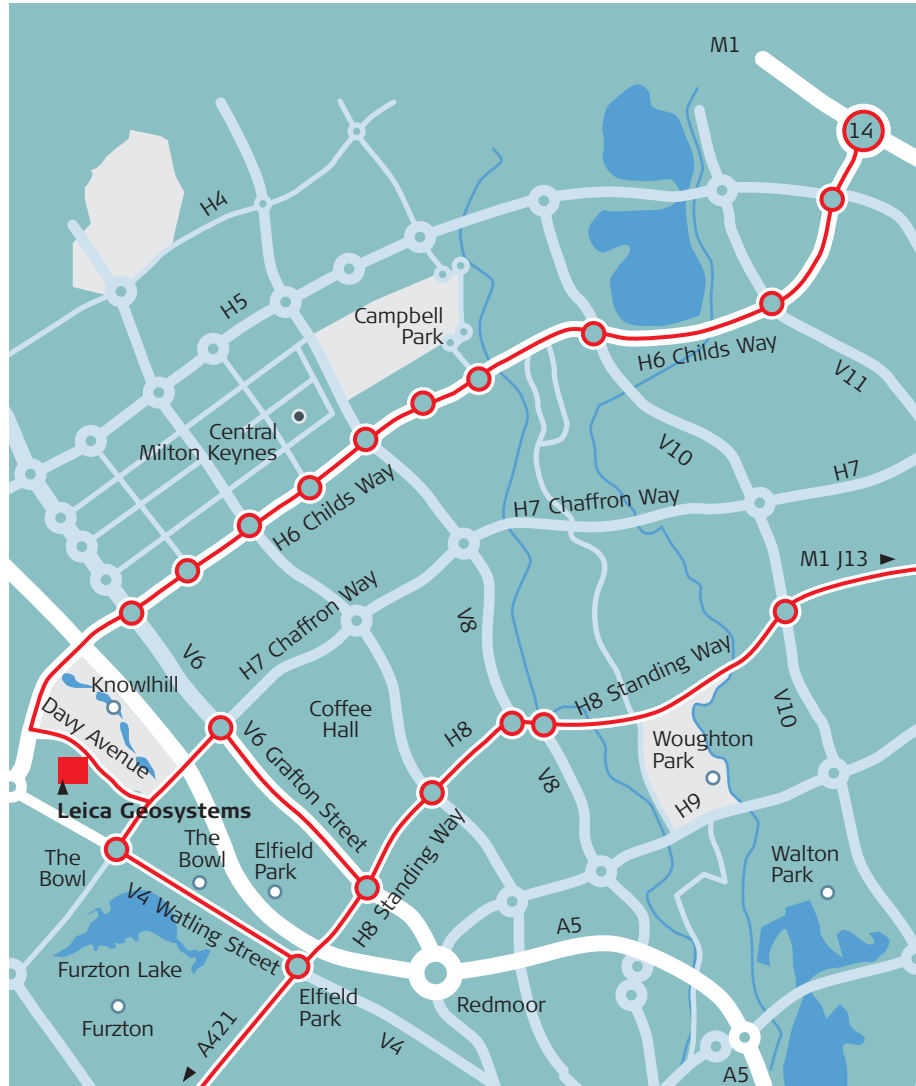 M1
14
H4
H5
Campbell
Park
H6 Childs Way
V11
Central
Milton Keynes
V10
H7
H6 Childs Way
H7 Chaffron Way
M1 J13
H7 Chaffron Way
V8
V6
H8 Standing Way
Knowlhill
Davy Avenue
Coffee
Hall
V6 Grafton Street
H8
V10
Woughton
Park
V8
H9
Leica Geosystems
The
Bowl
The
Bowl
Elfield
Park
H8 Standing Way
Walton
Park
V4 Watling Street
A5
Furzton Lake
Furzton
Elfield
Park
Redmoor
A421
V4
A5